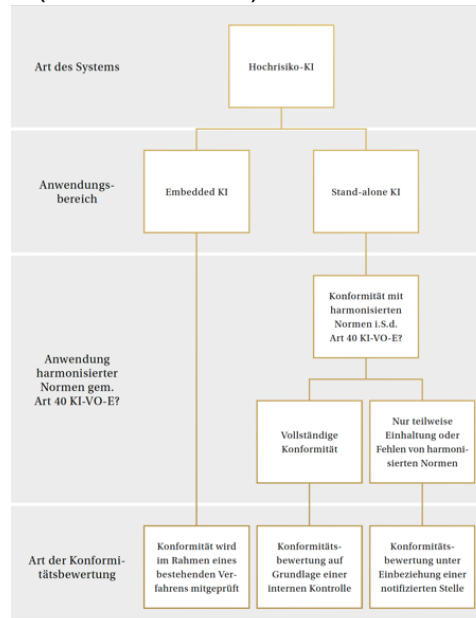 Art des Systems
Hochrisiko-KI
Anwendungs-
bereich
Embedded KI
Stand-alone KI
Anwendung
harmonisierter
Normen gem.
Art 40 KI-VO-E?
Konformität mit
harmonisierten
Normen i.S.d.
Art 40 KI-VO-E?
Vollständige
Konformität
Nur teilweise
Einhaltung oder
Fehlen von harmoni-
sierten Normen
Art der Konformi-
tätsbewertung
Konformität wird
im Rahmen eines
bestehenden Ver-
fahrens mitgeprüft
Konformitäts-
bewertung auf
Grundlage einer
internen Kontrolle
Konformitäts-
bewertung unter
Einbeziehung einer
notifizierten Stelle